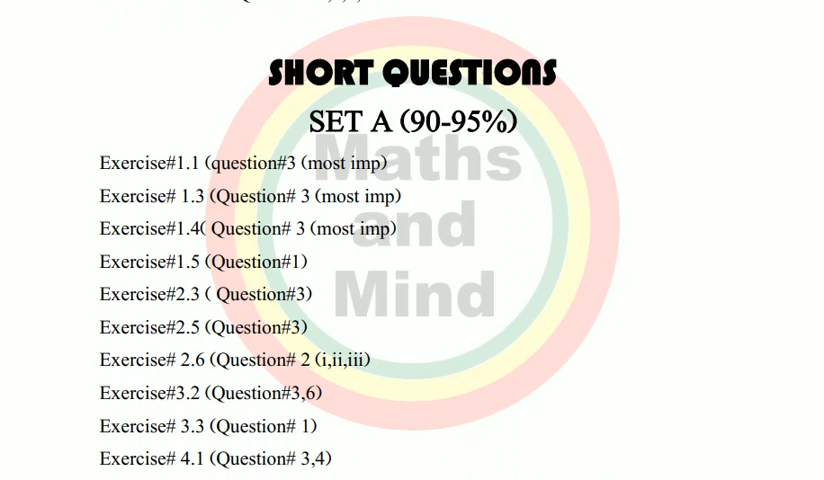 SHORT QUESTIONS
SET A (90-95%)
Maths
and
Mind
Exercise#1.1 (question#3 (most imp)
Exercise# 1.3 (Question# 3 (most imp)
Exercise#1.4( Question# 3 (most imp)
Exercise#1.5 (Question#1)
Exercise#2.3 ( Question#3)
Exercise#2.5 (Question#3)
Exercise# 2.6 (Question# 2 (i,ii,iii)
Exercise#3.2 (Question#3,6)
Exercise# 3.3 (Question# 1)
Exercise# 4.1 (Question# 3,4)